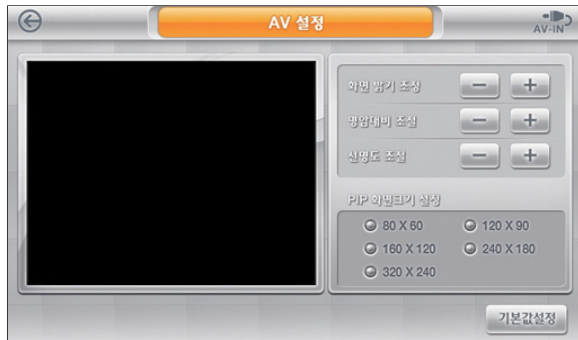 AV 설정
AV-IN
화면 밝기 조정
명암대비 조절
선명도 조절
PIP 화면크기 설정
80 X 60
120 X 90
160 X 120
240 X 180
320 X 240
기본값설정